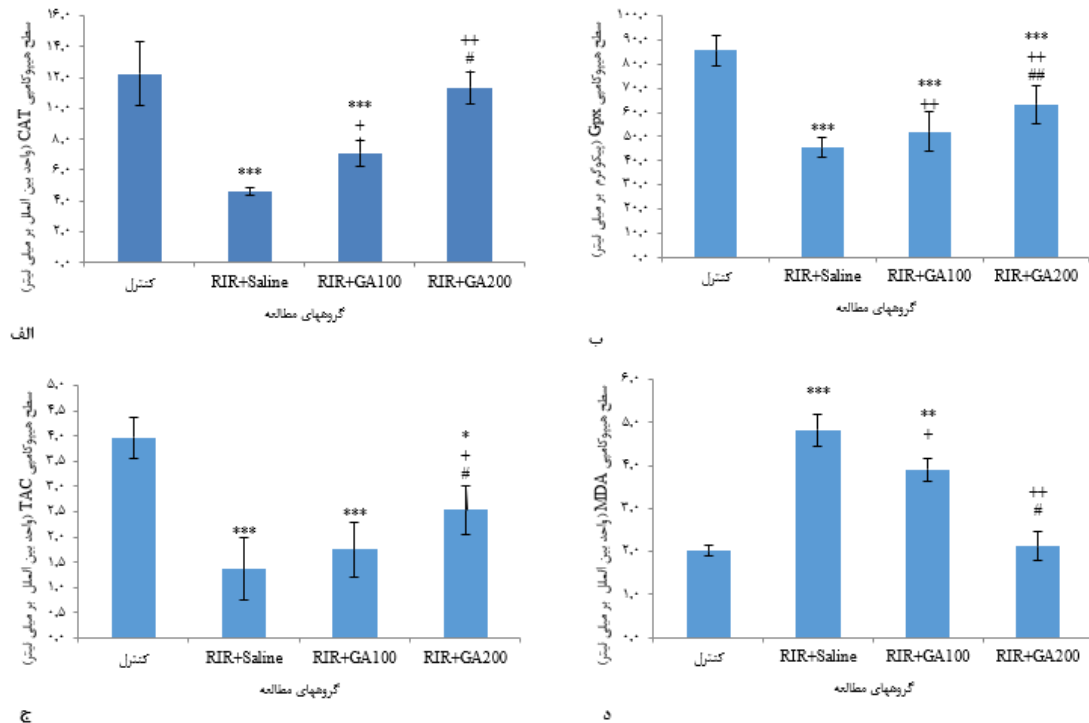 سطح هیپوکامپی CAT (واحد بین الملل بر میلی لیتر)
۱۶٫۰
۱۴٫۰
۱۲٫۰
۱۰٫۰
۸٫۰
۶٫۰
۴٫۰
۲٫۰
۰٫۰
***
***
+
+
++
#
کنترل
RIR+Saline
RIR+GA100
RIR+GA200
گروههای مطالعه
الف
سطح هیپوکامپی Gpx (پیکوگرم بر میلی لیتر)
۱۰۰٫۰
۹۰٫۰
۸۰٫۰
۷۰٫۰
۶۰٫۰
۵۰٫۰
۴۰٫۰
۳۰٫۰
۲۰٫۰
۱۰٫۰
۰٫۰
***
***
++
***
++
##
کنترل
RIR+Saline
RIR+GA100
RIR+GA200
گروههای مطالعه
ب
سطح هیپوکامپی TAC (واحد بین الملل بر میلی لیتر)
۵٫۰
۴٫۵
۴٫۰
۳٫۵
۳٫۰
۲٫۵
۲٫۰
۱٫۵
۱٫۰
۰٫۵
۰٫۰
***
***
*
+
#
کنترل
RIR+Saline
RIR+GA100
RIR+GA200
گروههای مطالعه
ج
سطح هیپوکامپی MDA (واحد بین الملل بر میلی لیتر)
۶٫۰
۵٫۰
۴٫۰
۳٫۰
۲٫۰
۱٫۰
۰٫۰
***
**
+
++
#
کنترل
RIR+Saline
RIR+GA100
RIR+GA200
گروههای مطالعه
د